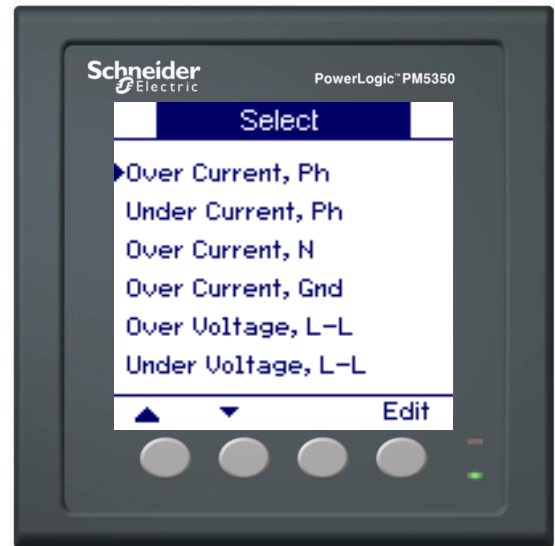 Schneider
Electric
PowerLogic™ PM5350
Select
Over Current, Ph
Under Current, Ph
Over Current, N
Over Current, Gnd
Over Voltage, L-L
Under Voltage, L-L
Edit